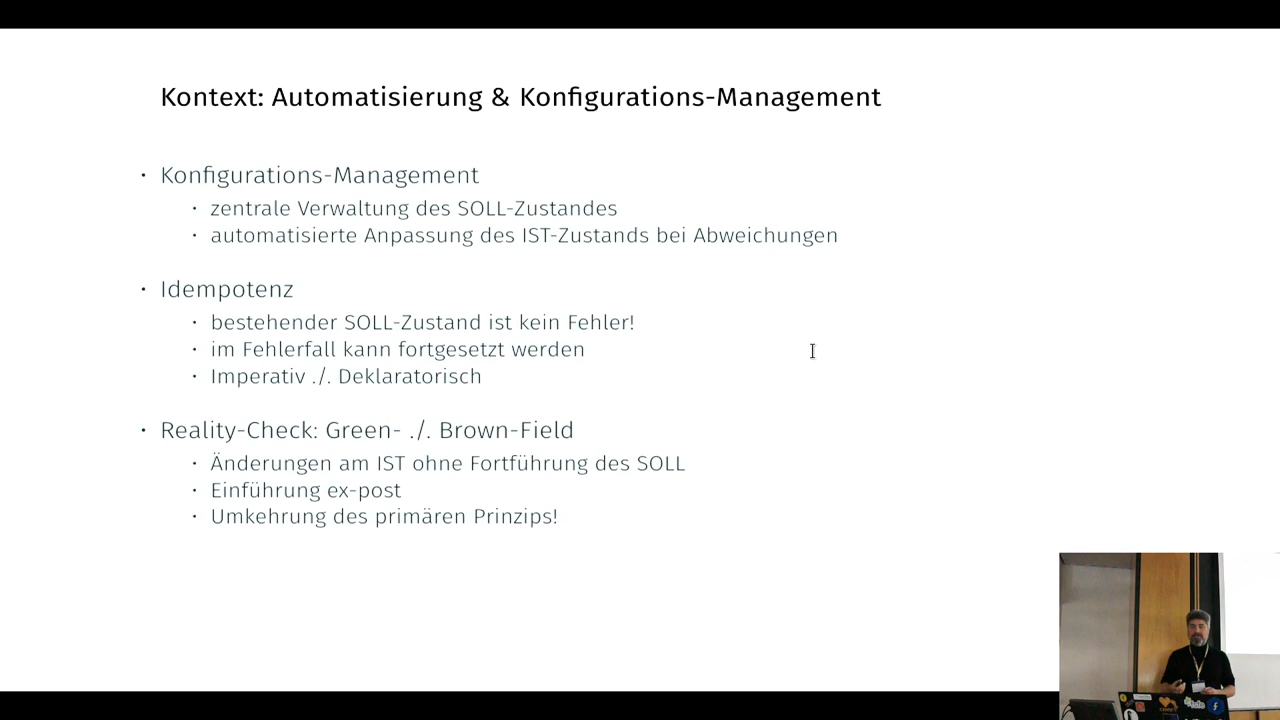 Kontext: Automatisierung & Konfigurations-Management
• Konfigurations-Management
• zentrale Verwaltung des SOLL-Zustandes
• automatisierte Anpassung des IST-Zustands bei Abweichungen
• Idempotenz
• bestehender SOLL-Zustand ist kein Fehler!
• im Fehlerfall kann fortgesetzt werden
• Imperativ ./. Deklaratorisch
• Reality-Check: Green- ./. Brown-Field
• Änderungen am IST ohne Fortführung des SOLL
• Einführung ex-post
• Umkehrung des primären Prinzips!